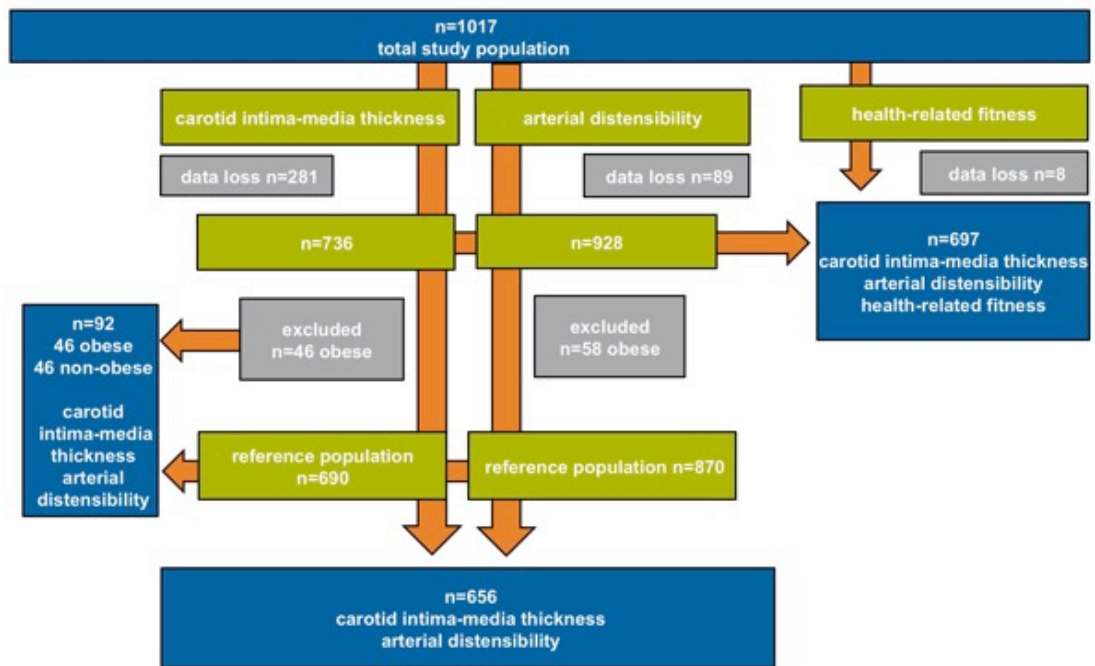 n=1017
total study population
carotid intima-media thickness
arterial distensibility
health-related fitness
data loss n=281
data loss n=89
data loss n=8
n=736
n=928
n=697
carotid intima-media thickness
arterial distensibility
health-related fitness
n=92
46 obese
46 non-obese
carotid
intima-media
thickness
arterial
distensibility
excluded
n=46 obese
excluded
n=58 obese
reference population
n=690
reference population n=870
n=656
carotid intima-media thickness
arterial distensibility